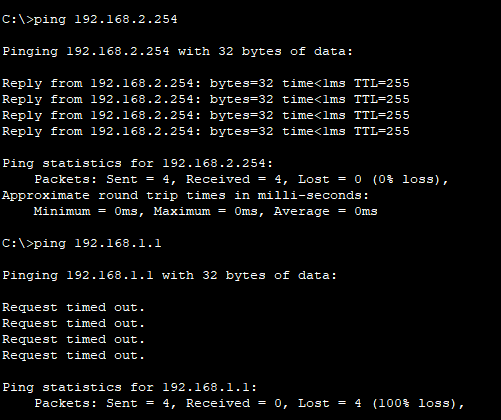 C:\>ping 192.168.2.254
Pinging 192.168.2.254 with 32 bytes of data:
Reply from 192.168.2.254: bytes=32 time<1ms TTL=255
Reply from 192.168.2.254: bytes=32 time<1ms TTL=255
Reply from 192.168.2.254: bytes=32 time<1ms TTL=255
Reply from 192.168.2.254: bytes=32 time<1ms TTL=255
Ping statistics for 192.168.2.254:
    Packets: Sent = 4, Received = 4, Lost = 0 (0% loss),
Approximate round trip times in milli-seconds:
    Minimum = 0ms, Maximum = 0ms, Average = 0ms
C:\>ping 192.168.1.1
Pinging 192.168.1.1 with 32 bytes of data:
Request timed out.
Request timed out.
Request timed out.
Request timed out.
Ping statistics for 192.168.1.1:
    Packets: Sent = 4, Received = 0, Lost = 4 (100% loss),